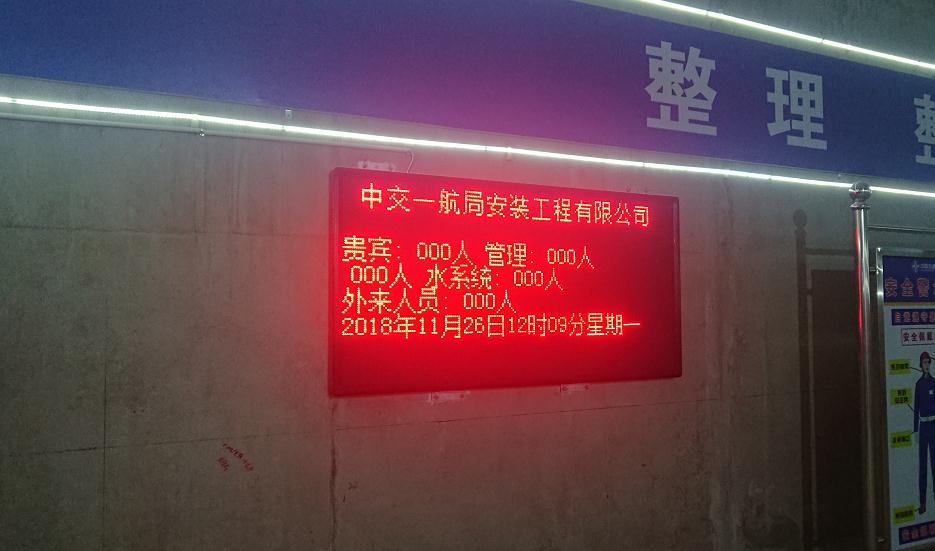 整理
中交一航局安装工程有限公司
贵宾：000人 管理：000人
000人 水系统：000人
外来人员：000人
2018年11月26日12时09分星期一
安全警